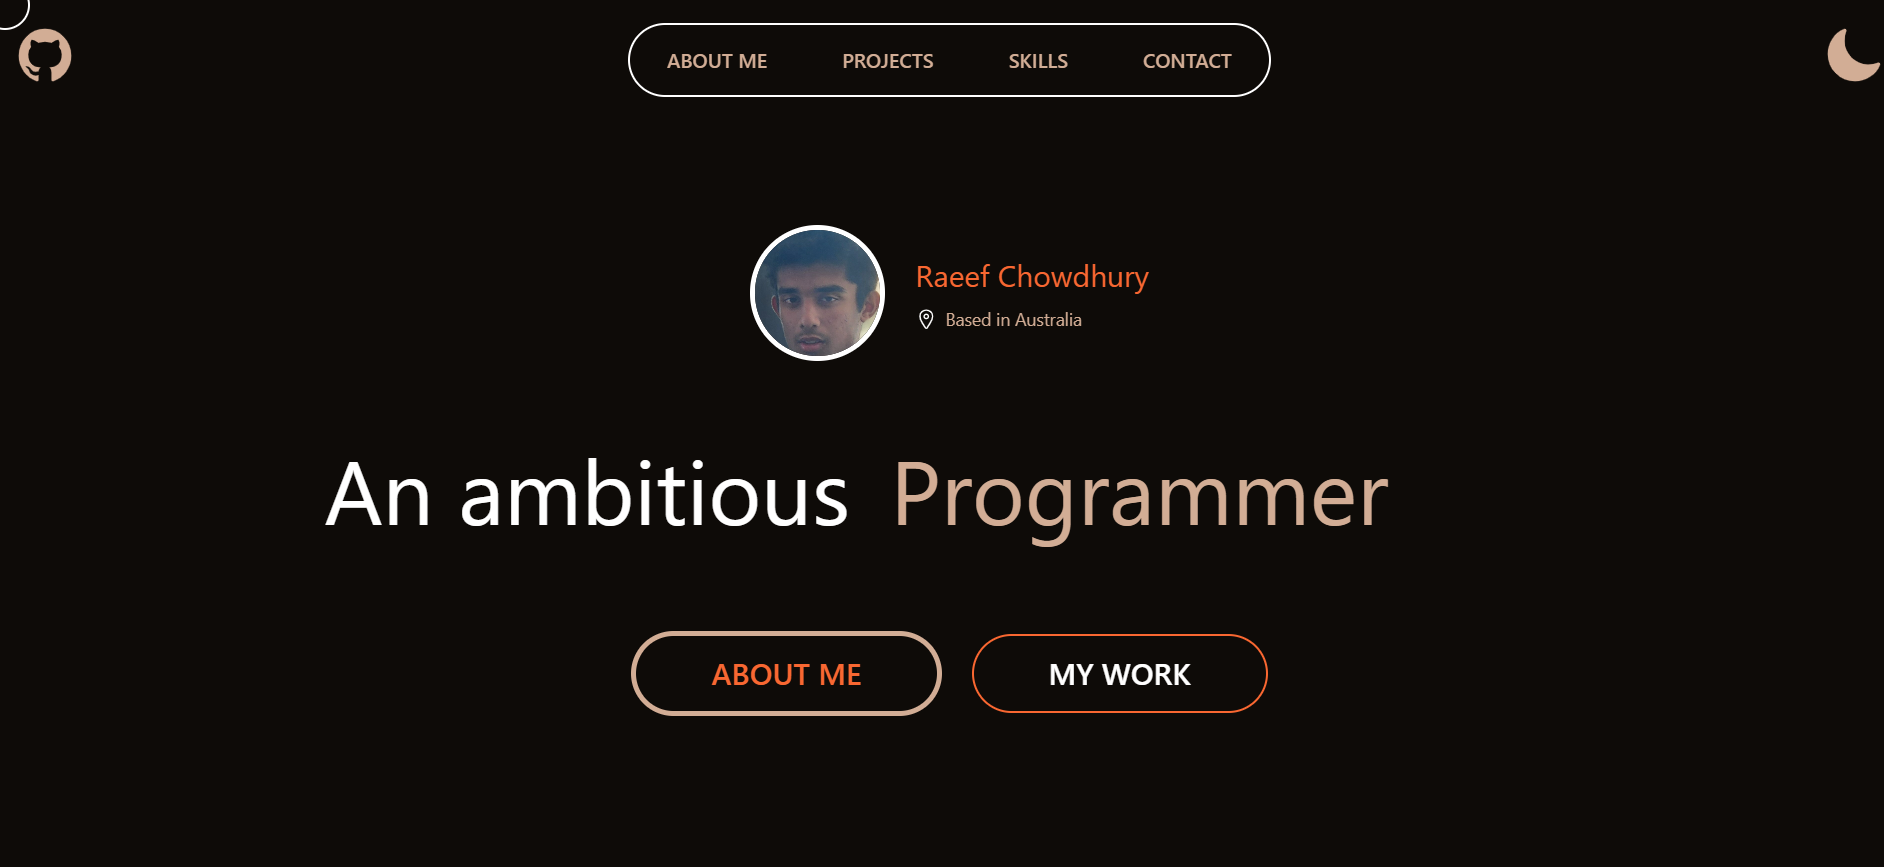 ABOUT ME PROJECTS SKILLS CONTACT
Raeef Chowdhury
Based in Australia
An ambitious Programmer
ABOUT ME MY WORK